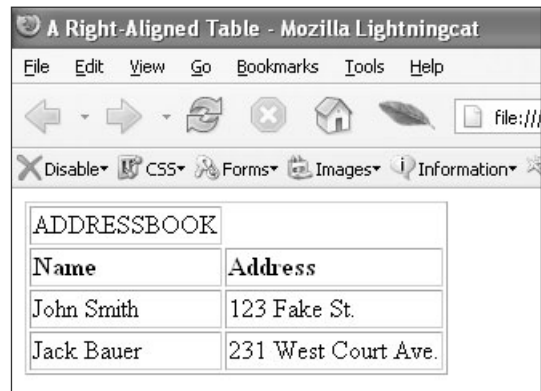 A Right-Aligned Table - Mozilla Lightningcat
File Edit View Go Bookmarks Tools Help
file:///
Disable CSS Forms Images Information
ADDRESSBOOK
Name Address
John Smith 123 Fake St.
Jack Bauer 231 West Court Ave.